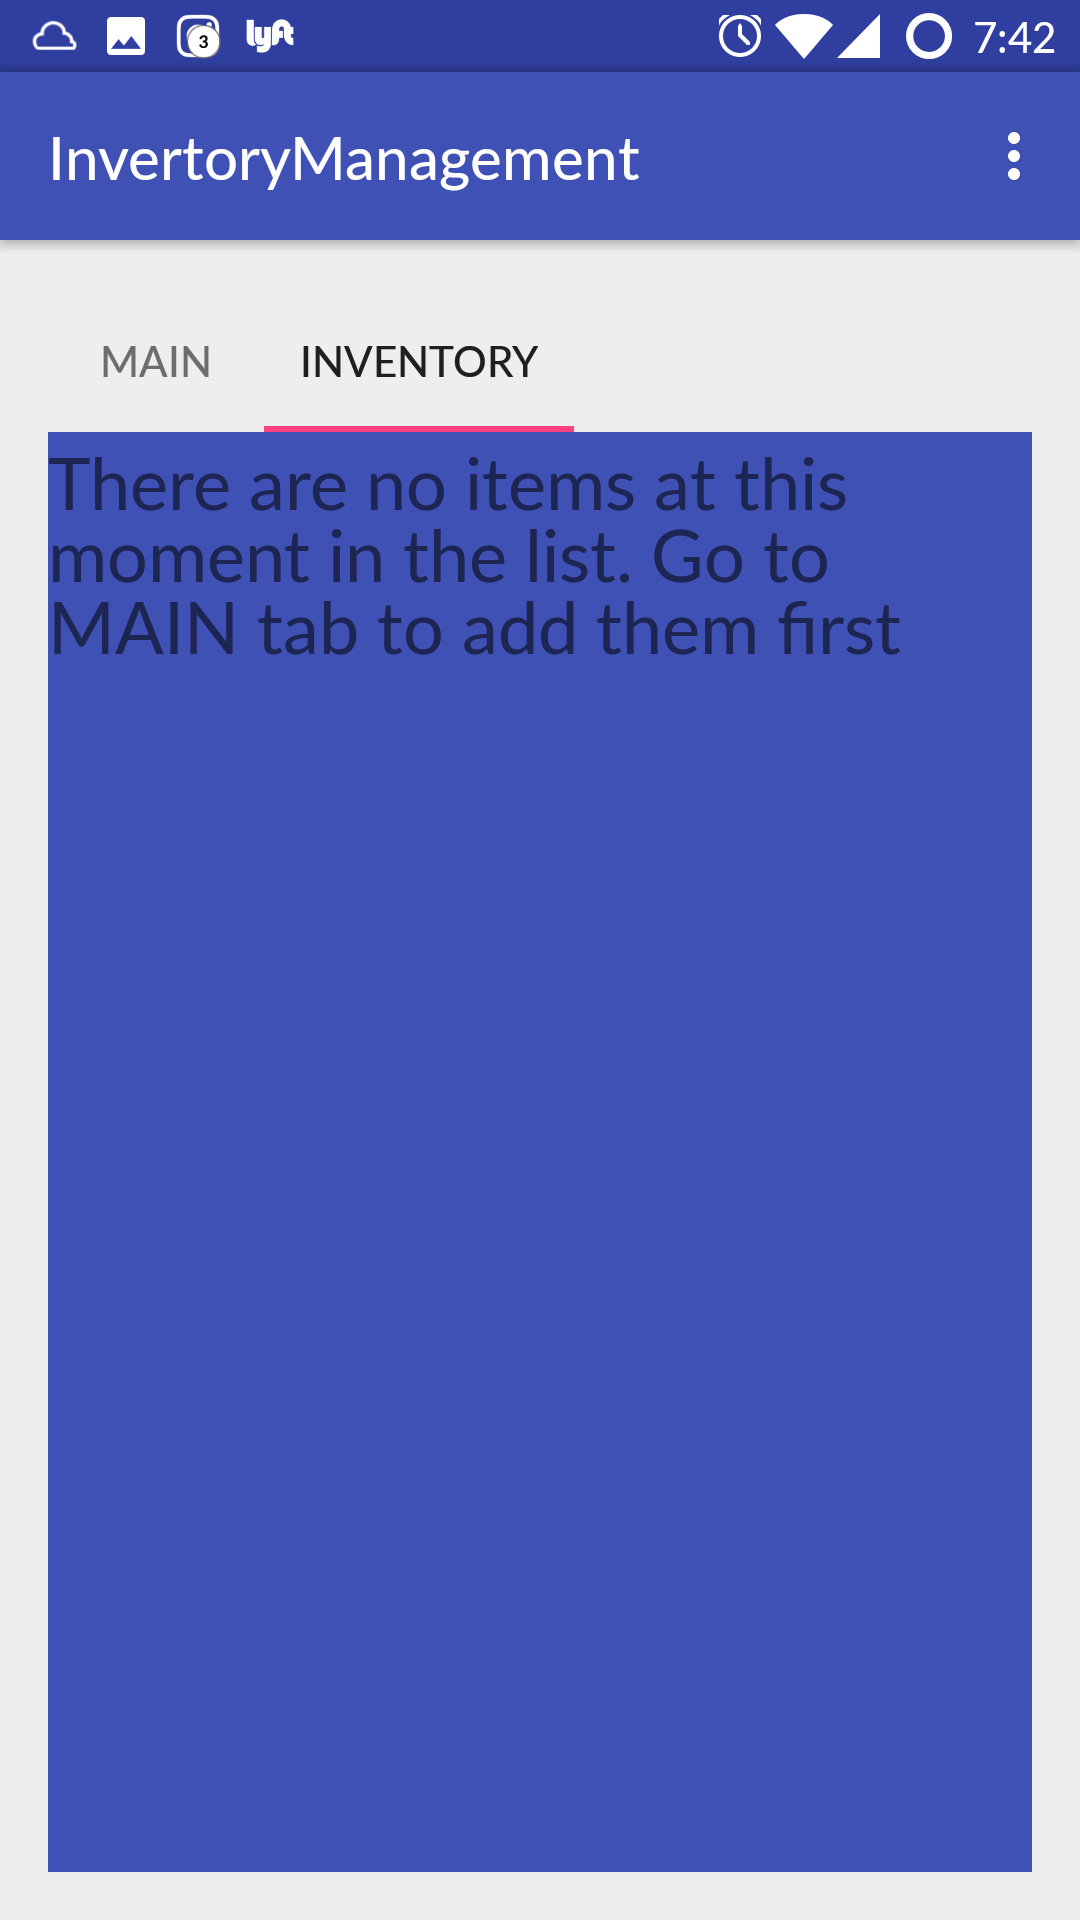 3 lyft 7:42
InvertoryManagement
MAIN INVENTORY
There are no items at this
moment in the list. Go to
MAIN tab to add them first